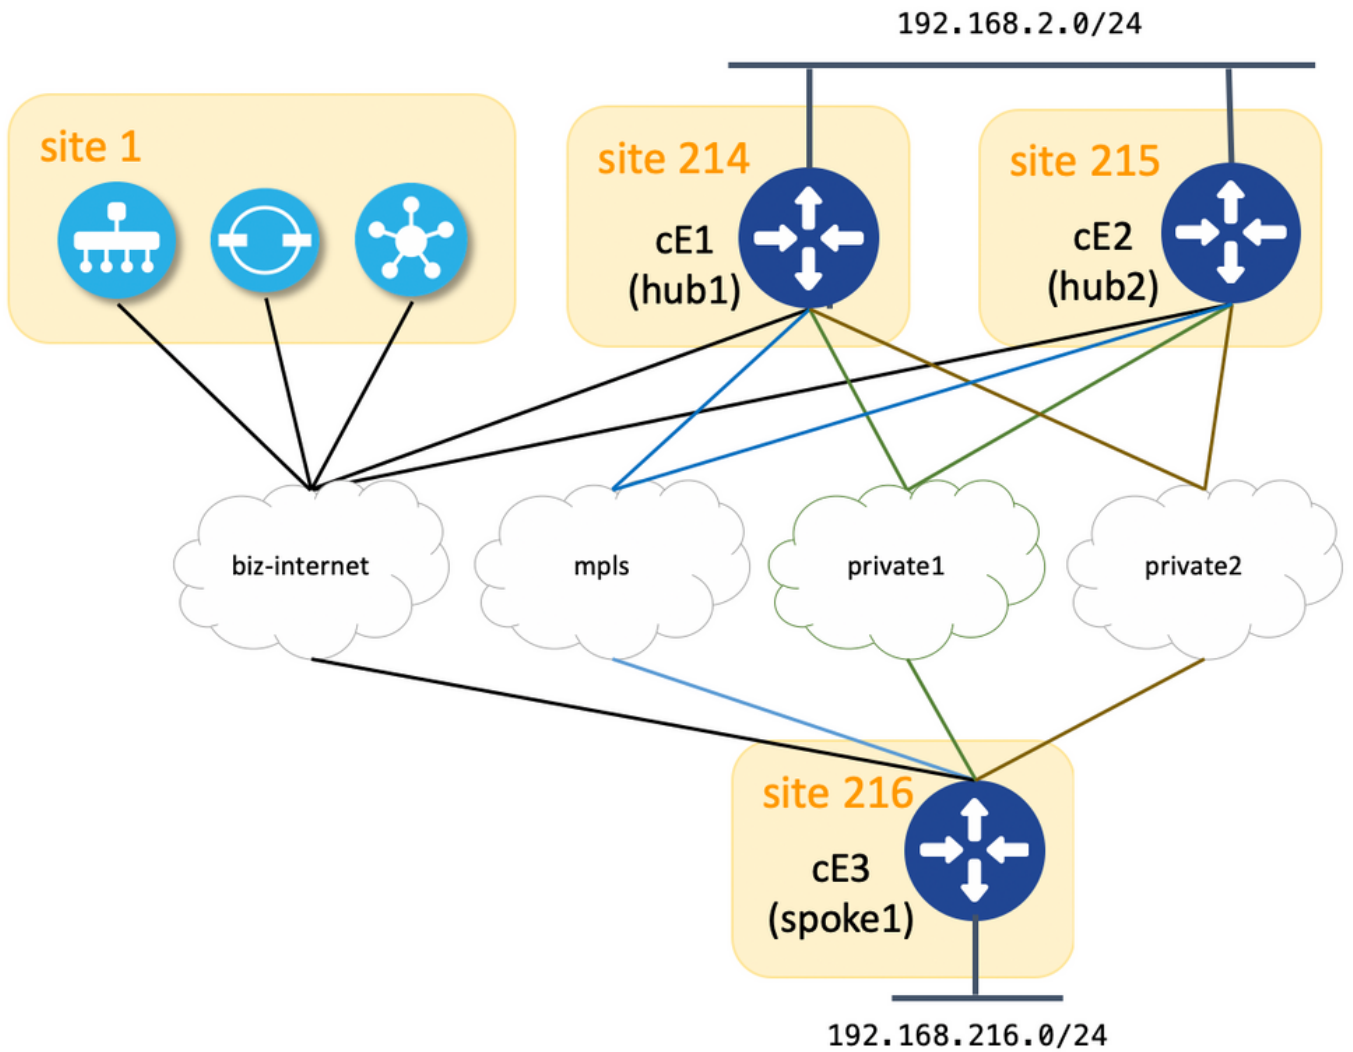 192.168.2.0/24
site 1
site 214
cE1
(hub1)
site 215
cE2
(hub2)
biz-internet
mpls
private1
private2
site 216
cE3
(spoke1)
192.168.216.0/24